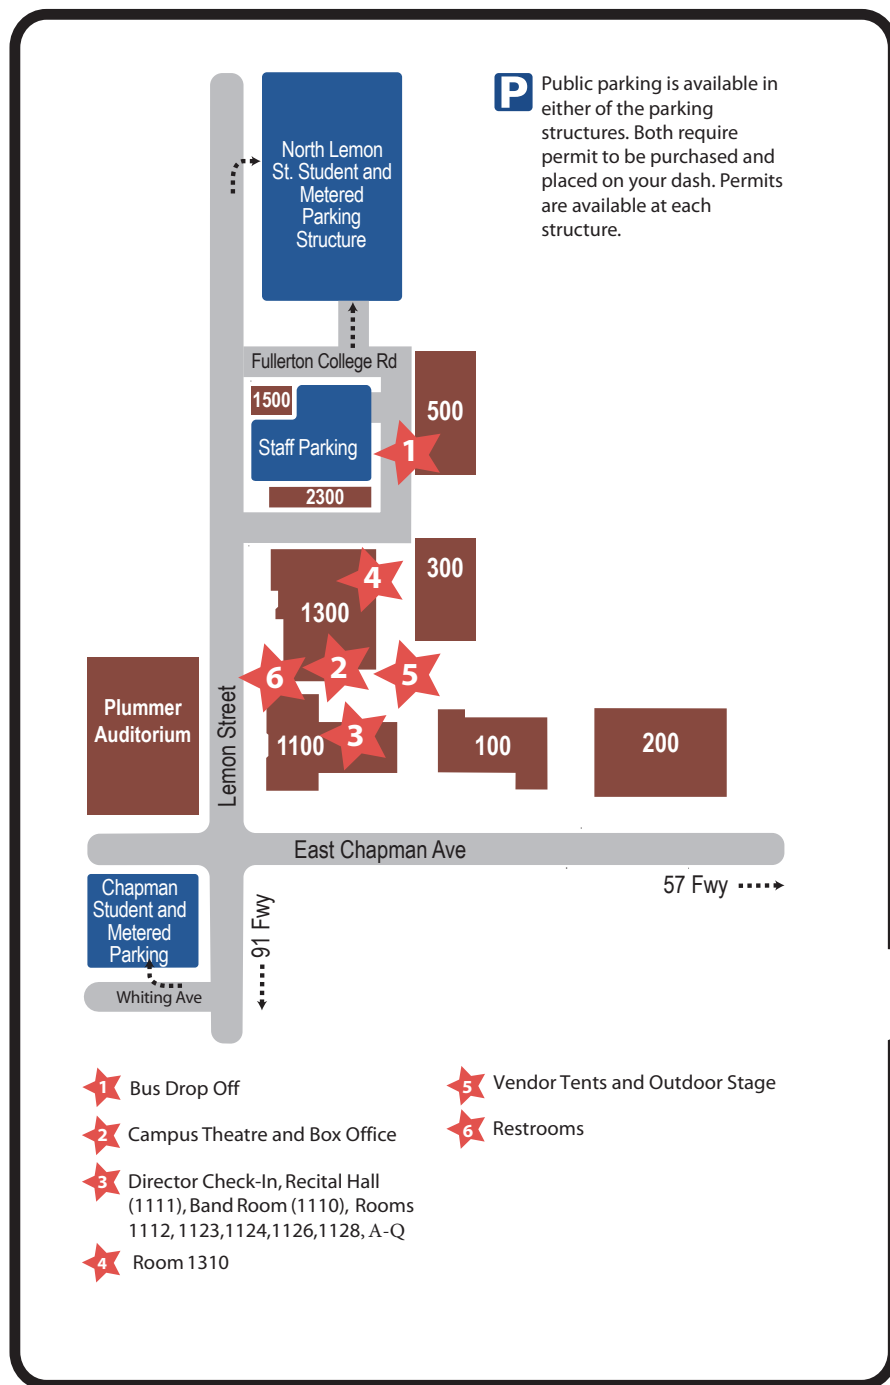 P
Public parking is available in
either of the parking
structures. Both require
permit to be purchased and
placed on your dash. Permits
are available at each
structure.
North Lemon
St. Student and
Metered
Parking
Structure
Fullerton College Rd
1500
500
Staff Parking
1
2300
4
300
1300
2
6
5
Plummer
Auditorium
Lemon Street
3
1100
100
200
East Chapman Ave
57 Fwy
Chapman
Student and
Metered
Parking
91 Fwy
Whiting Ave
1 Bus Drop Off
2 Campus Theatre and Box Office
3 Director Check-In, Recital Hall
(1111), Band Room (1110), Rooms
1112, 1123,1124,1126,1128, A-Q
4 Room 1310
5 Vendor Tents and Outdoor Stage
6 Restrooms